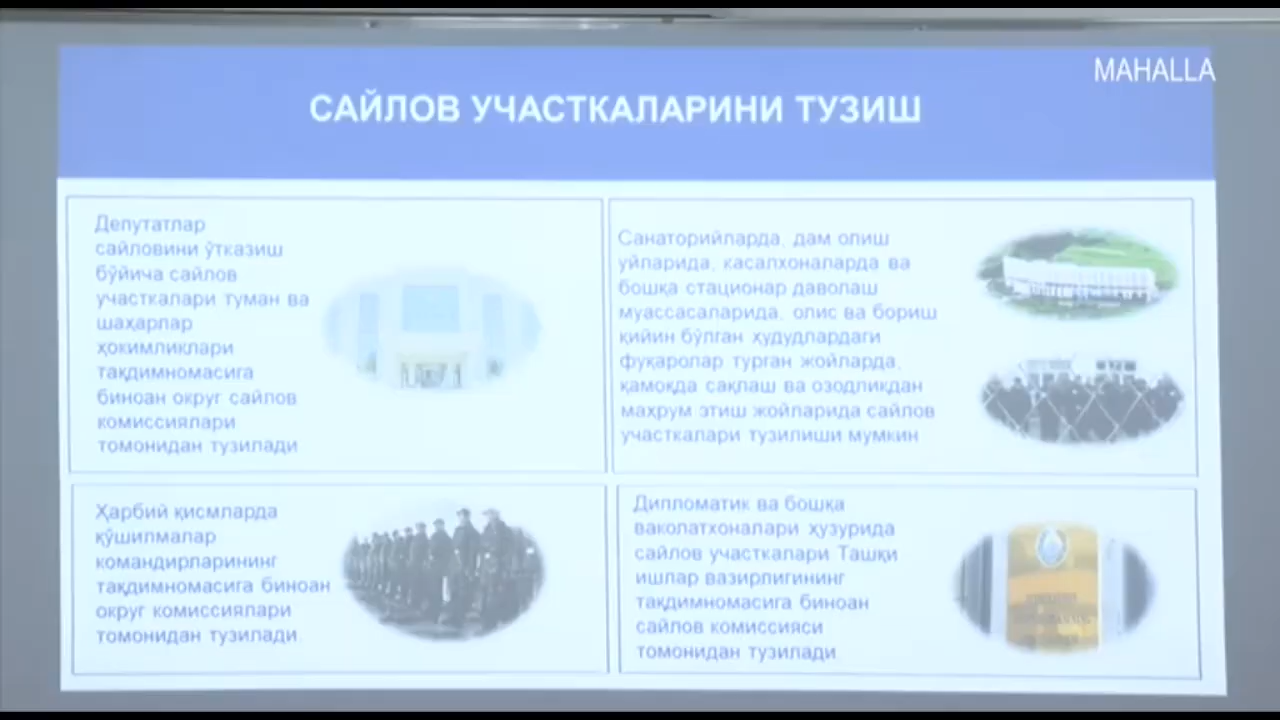 MAHALLA
САЙЛОВ УЧАСТКАЛАРИНИ ТУЗИШ
Депутатлар
сайловини ўтказиш
бўйича сайлов
участкалари туман ва
шаҳарлар
ҳокимликлари
тақдимномасига
биноан округ сайлов
комиссиялари
томонидан тузилади
Санаторийларда, дам олиш
уйларида, касалхоналарда ва
бошқа стационар даволаш
муассасаларида, олис ва бориш
қийин бўлган ҳудудлардаги
фуқаролар турган жойларда,
қамоқда сақлаш ва озодликдан
маҳрум этиш жойларида сайлов
участкалари тузилиши мумкин
Ҳарбий қисмларда
қўшилмалар
командирларининг
тақдимномасига биноан
округ комиссиялари
томонидан тузилади
Дипломатик ва бошқа
ваколатхоналари ҳузурида
сайлов участкалари Ташқи
ишлар вазирлигининг
тақдимномасига биноан
сайлов комиссияси
томонидан тузилади